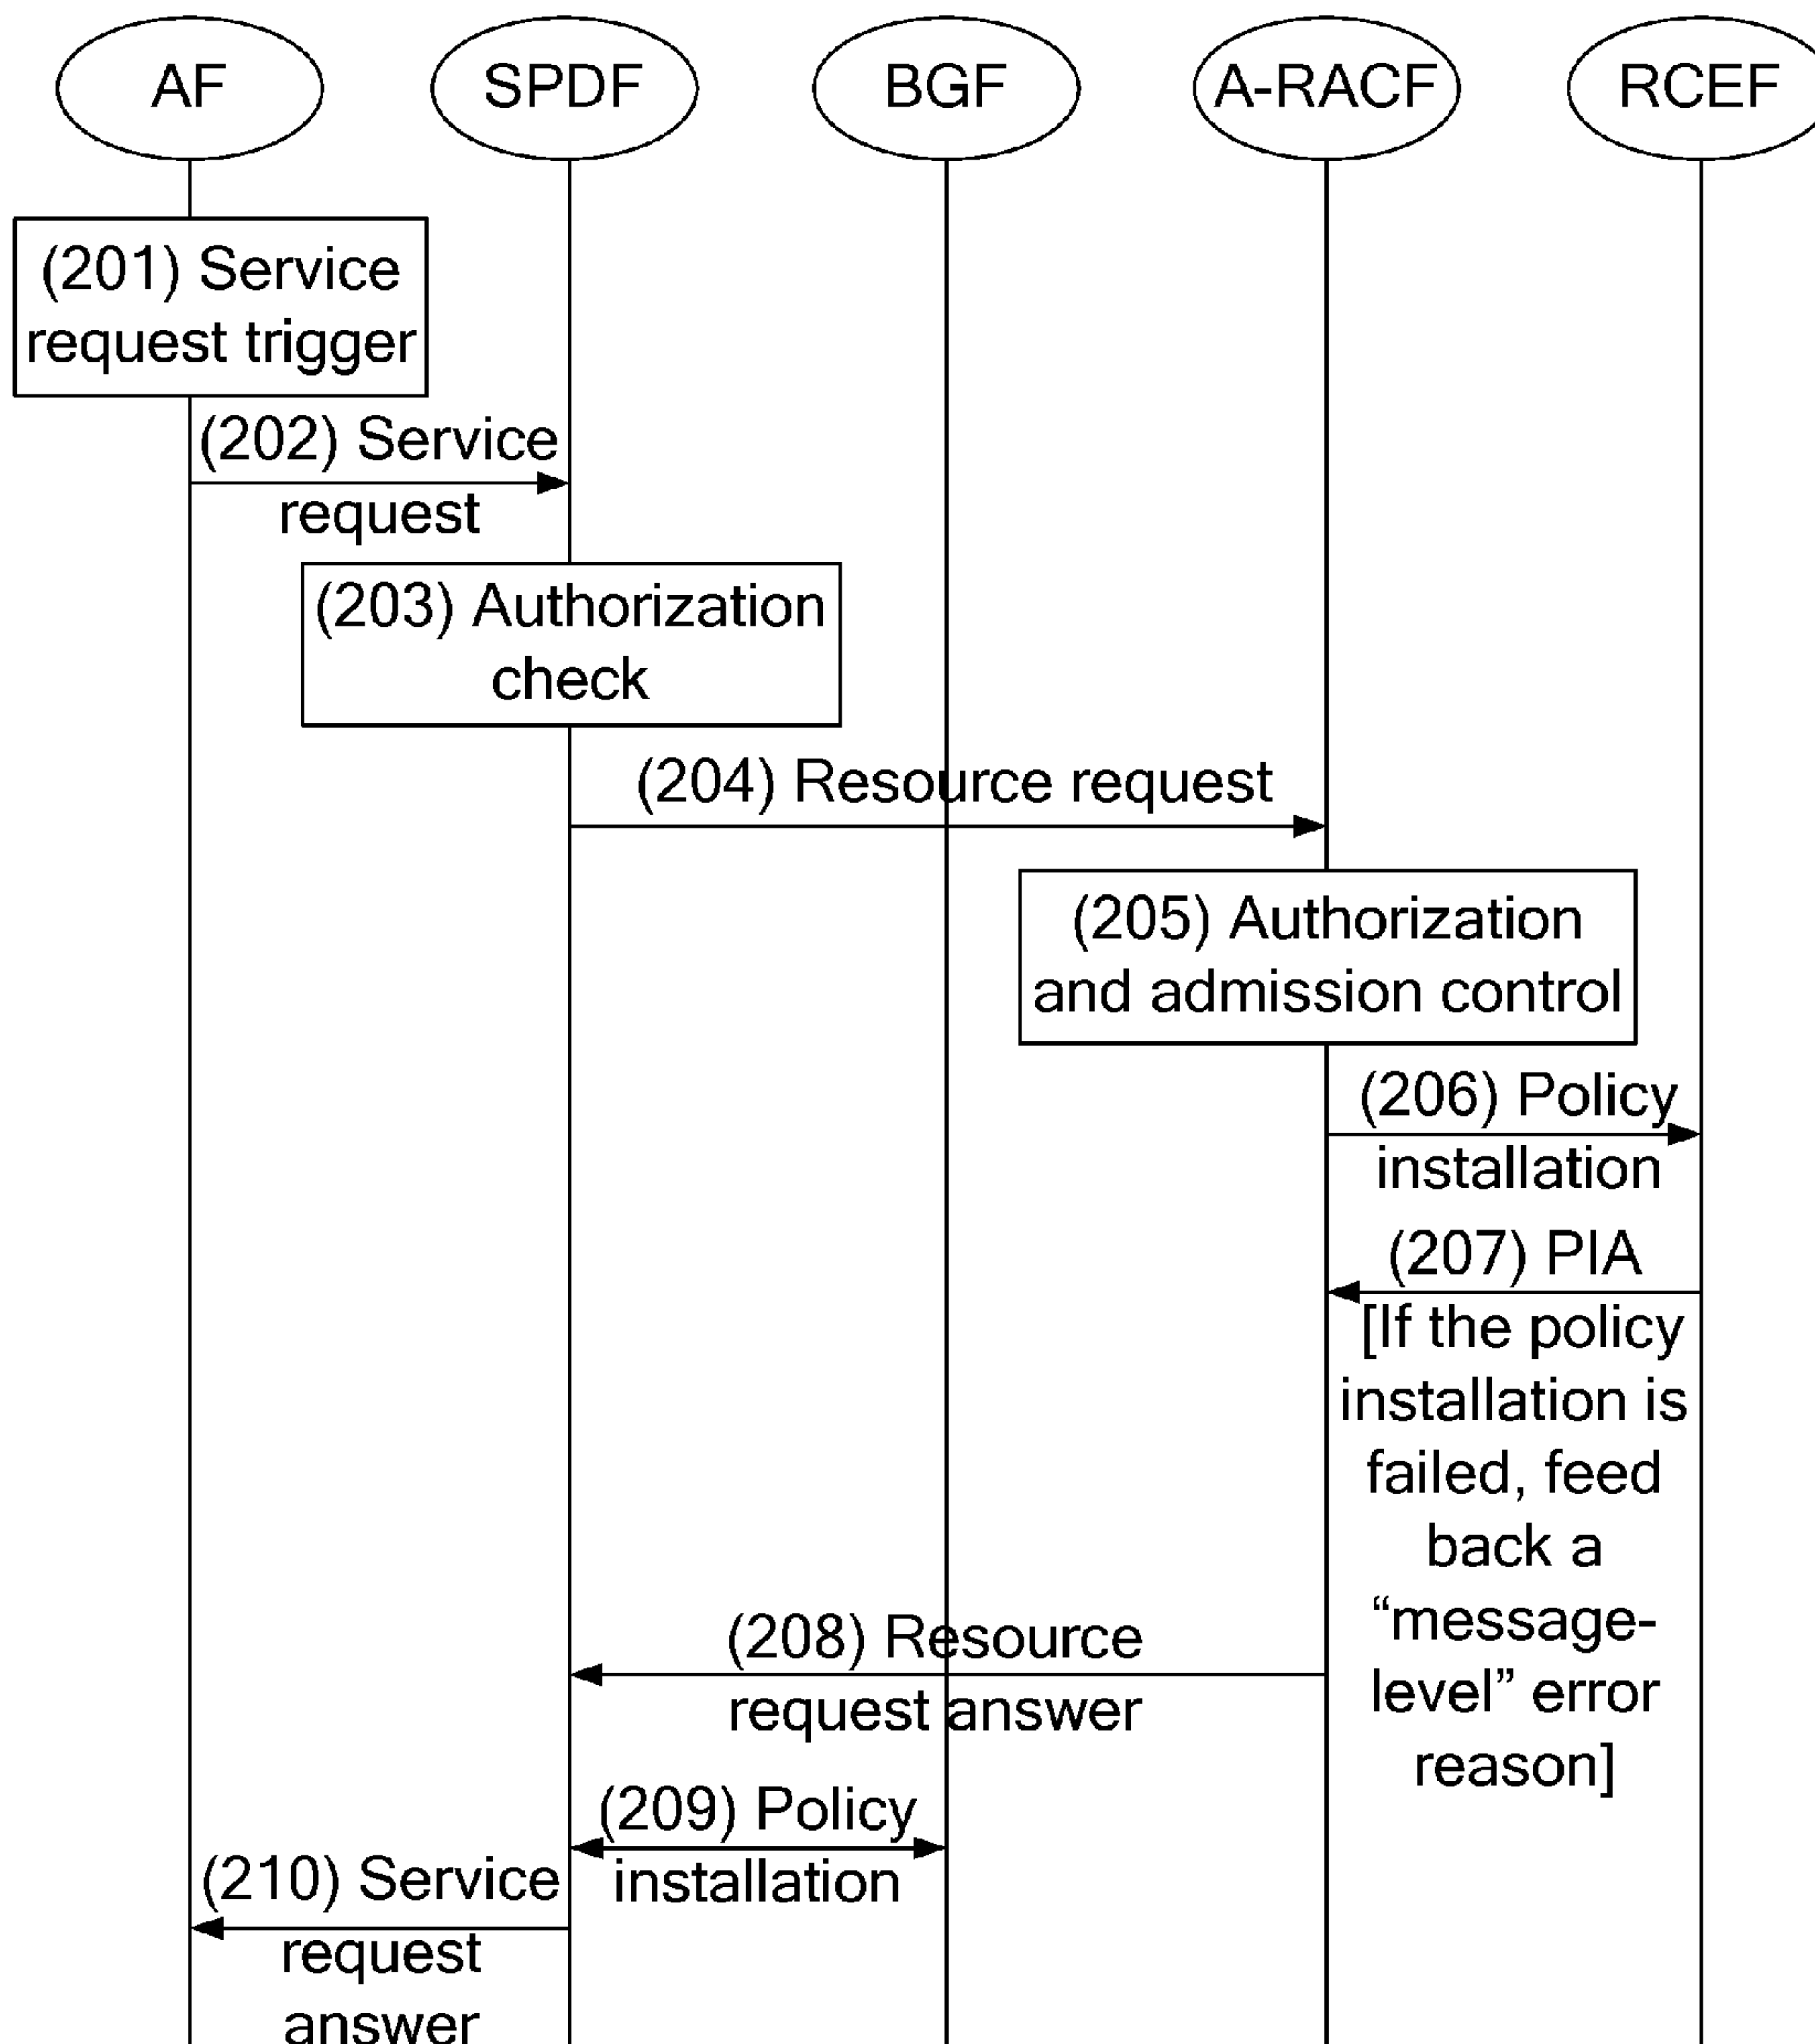 AF
SPDF
BGF
A-RACF
RCEF
(201) Service
request trigger
(202) Service
request
(203) Authorization
check
(204) Resource request
(205) Authorization
and admission control
(206) Policy
installation
(207) PIA
[If the policy
installation is
failed, feed
back a
“message-
level” error
reason]
(208) Resource
request answer
(209) Policy
installation
(210) Service
request
answer